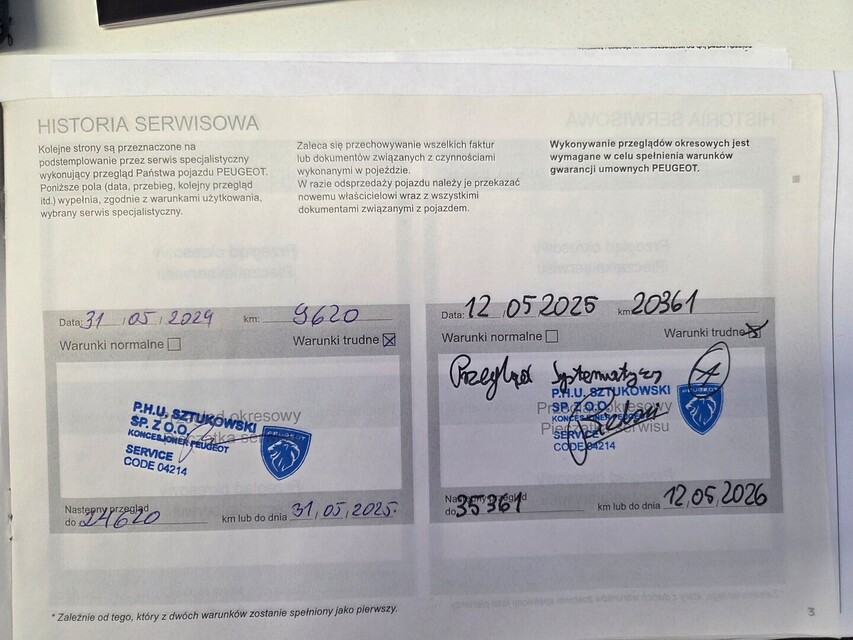 HISTORIA SERWISOWA
Kolejne strony są przeznaczone na
podstemplowanie przez serwis specjalistyczny
wykonujący przegląd Państwa pojazdu PEUGEOT.
Poniższe pola (data, przebieg, kolejny przegląd
itd.) wypełnia, zgodnie z warunkami użytkowania,
wybrany serwis specjalistyczny.
Zaleca się przechowywanie wszelkich faktur
lub dokumentów związanych z czynnościami
wykonanymi w pojeździe.
W razie odsprzedaży pojazdu należy je przekazać
nowemu właścicielowi wraz z wszystkimi
dokumentami związanymi z pojazdem.
Wykonywanie przeglądów okresowych jest
wymagane w celu spełnienia warunków
gwarancji umownych PEUGEOT.
Data: 31/05/2024 km: 9620
Warunki normalne Warunki trudne
okresowy
P.H.U. SZTUKOWSKI
SP. Z O.O.
KONCESJONER PEUGEOT
SERVICE
CODE 04214
PEUGEOT
Następny przegląd
do 24620 km lub do dnia 31/05/2025.
Data: 12 05 2025 km 20361
Warunki normalne Warunki trudne
Przegląd Systematyczny
P.H.U. SZTUKOWSKI
SP. Z O.O.
Przegląd okresowy
KONCESJONER PEUGEOT
Pieczątka serwisu
SERVICE
CODE 04214
PEUGEOT
Następny przegląd
do 35361 km lub do dnia 12,05,2026
* Zależnie od tego, który z dwóch warunków zostanie spełniony jako pierwszy.
3